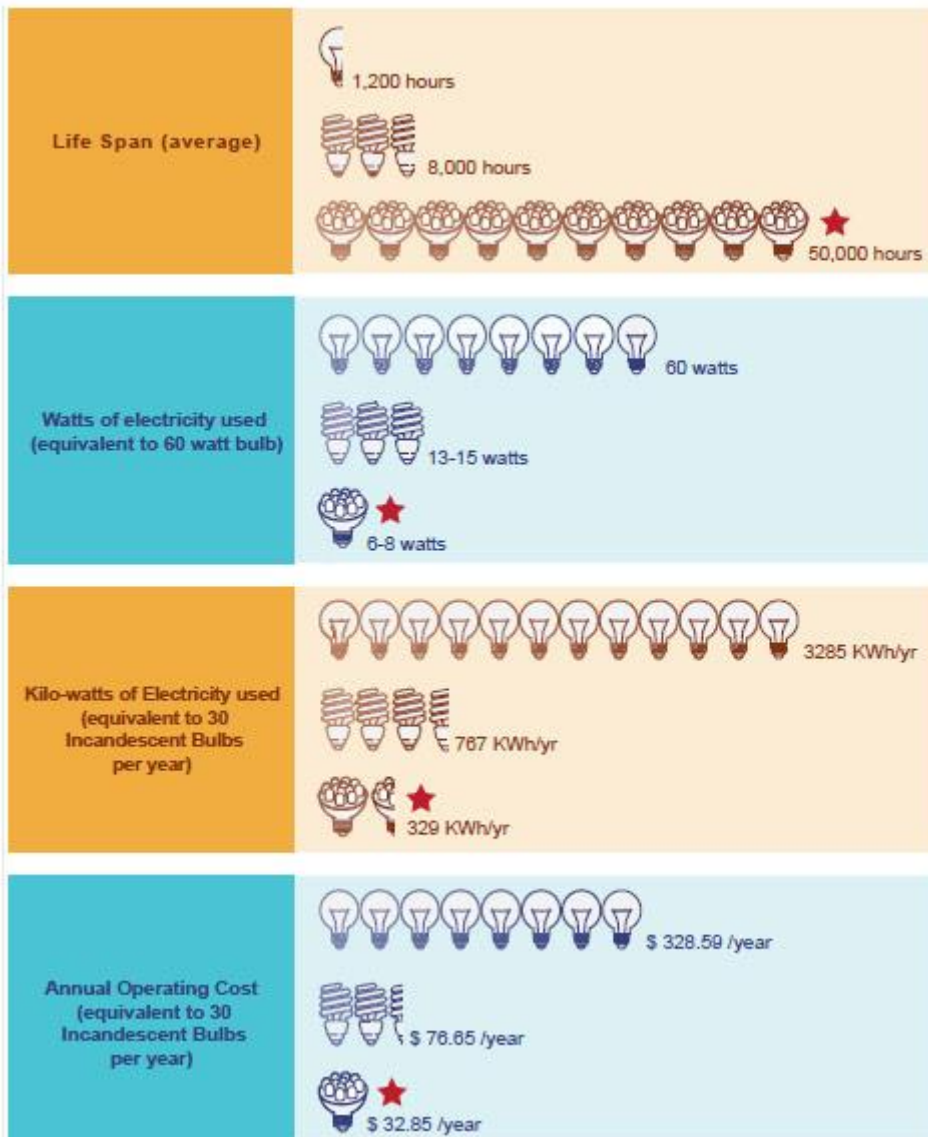 Life Span (average)
1,200 hours
8,000 hours
50,000 hours
Watts of electricity used
(equivalent to 60 watt bulb)
60 watts
13-15 watts
6-8 watts
Kilo-watts of Electricity used
(equivalent to 30
Incandescent Bulbs
per year)
3285 KWh/yr
767 KWh/yr
329 KWh/yr
Annual Operating Cost
(equivalent to 30
Incandescent Bulbs
per year)
$ 328.59 /year
$ 76.65 /year
$ 32.85 /year